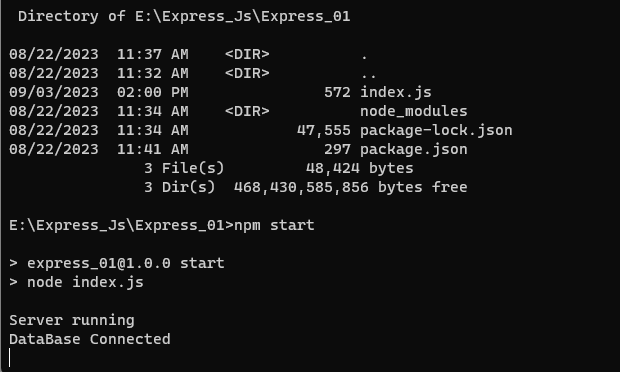 Directory of E:\Express_Js\Express_01
08/22/2023  11:37 AM    <DIR>          .
08/22/2023  11:32 AM    <DIR>          ..
09/03/2023  02:00 PM               572 index.js
08/22/2023  11:34 AM    <DIR>          node_modules
08/22/2023  11:34 AM            47,555 package-lock.json
08/22/2023  11:41 AM               297 package.json
               3 File(s)         48,424 bytes
               3 Dir(s)  468,430,585,856 bytes free
E:\Express_Js\Express_01>npm start
> express_01@1.0.0 start
> node index.js
Server running
DataBase Connected